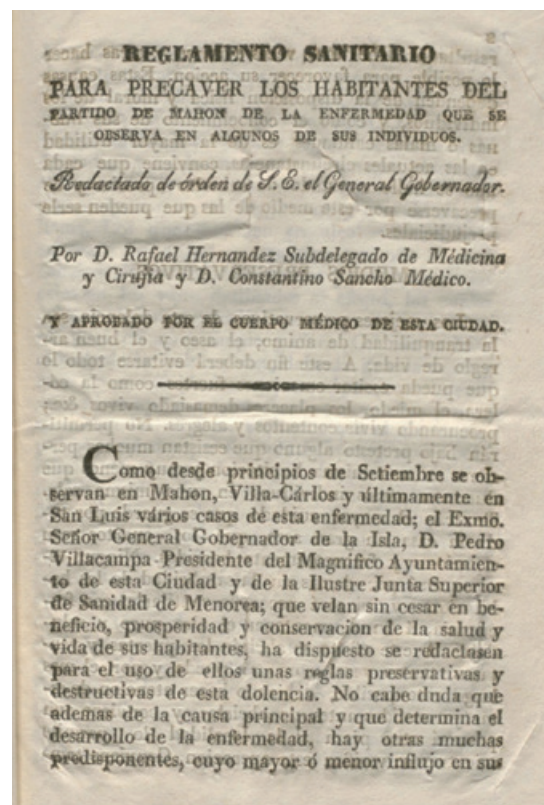 REGLAMENTO SANITARIO
PARA PRECAVER LOS HABITANTES DEL
PARTIDO DE MAHON DE LA ENFERMEDAD QUE SE
OBSERVA EN ALGUNOS DE SUS INDIVIDUOS.
Redactado de órden de S. E. el General Gobernador.
Por D. Rafael Hernandez Subdelegado de Médicina
y Cirujia y D. Constantino Sancho Médico.
Y APROBADO POR EL CUERPO MÉDICO DE ESTA CIUDAD.
Como desde principios de Setiembre se ob-
servan en Mahon, Villa-Cárlos y últimamente en
San Luis vários casos de esta enfermedad; el Exmo.
Señor General Gobernador de la Isla, D. Pedro
Villacampa Presidente del Magnifico Ayuntamien-
to de esta Ciudad y de la Ilustre Junta Superior
de Sanidad de Menorca; que velan sin cesar en be-
neficio, prosperidad y conservacion de la salud y
vida de sus habitantes, ha dispuesto se redactasen
para el uso de ellos unas reglas preservativas y
destructivas de esta dolencia. No cabe duda que
ademas de la causa principal y que determina el
desarrollo de la enfermedad, hay otras muchas
predisponentes, cuyo mayor ó menor influjo en sus